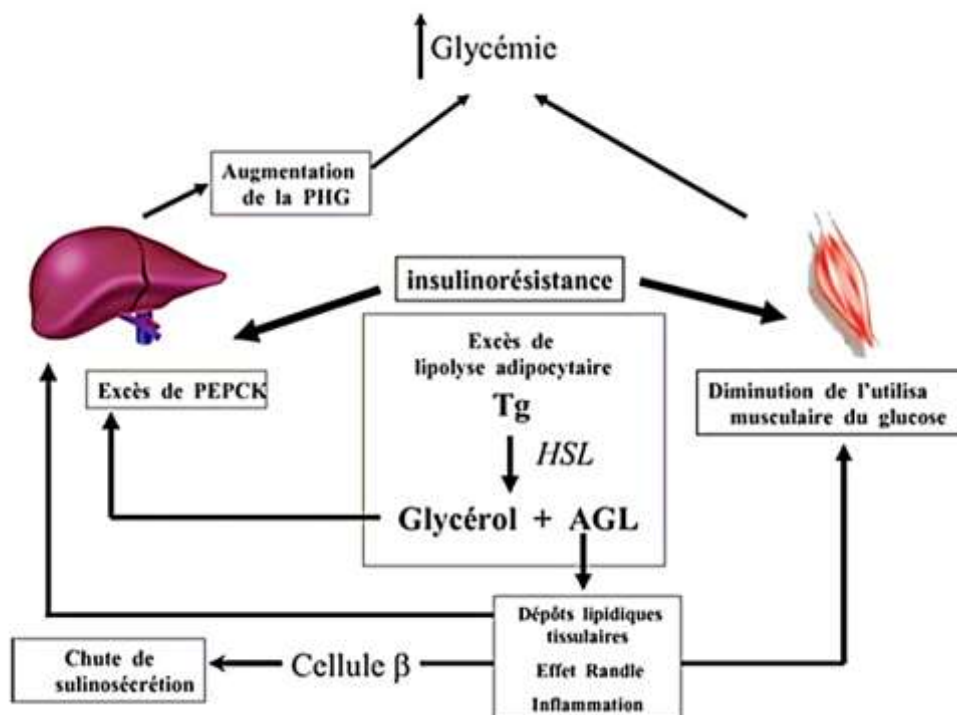 Glycémie
Augmentation
de la PHG
insulinorésistance
Excès de
lipolyse adipocytaire
Tg
HSL
Glycérol + AGL
Excès de PEPCK
Diminution de l'utilisa
musculaire du glucose
Dépôts lipidiques
tissulaires
Effet Randle
Inflammation
Cellule β
Chute de
sulinosécrétion